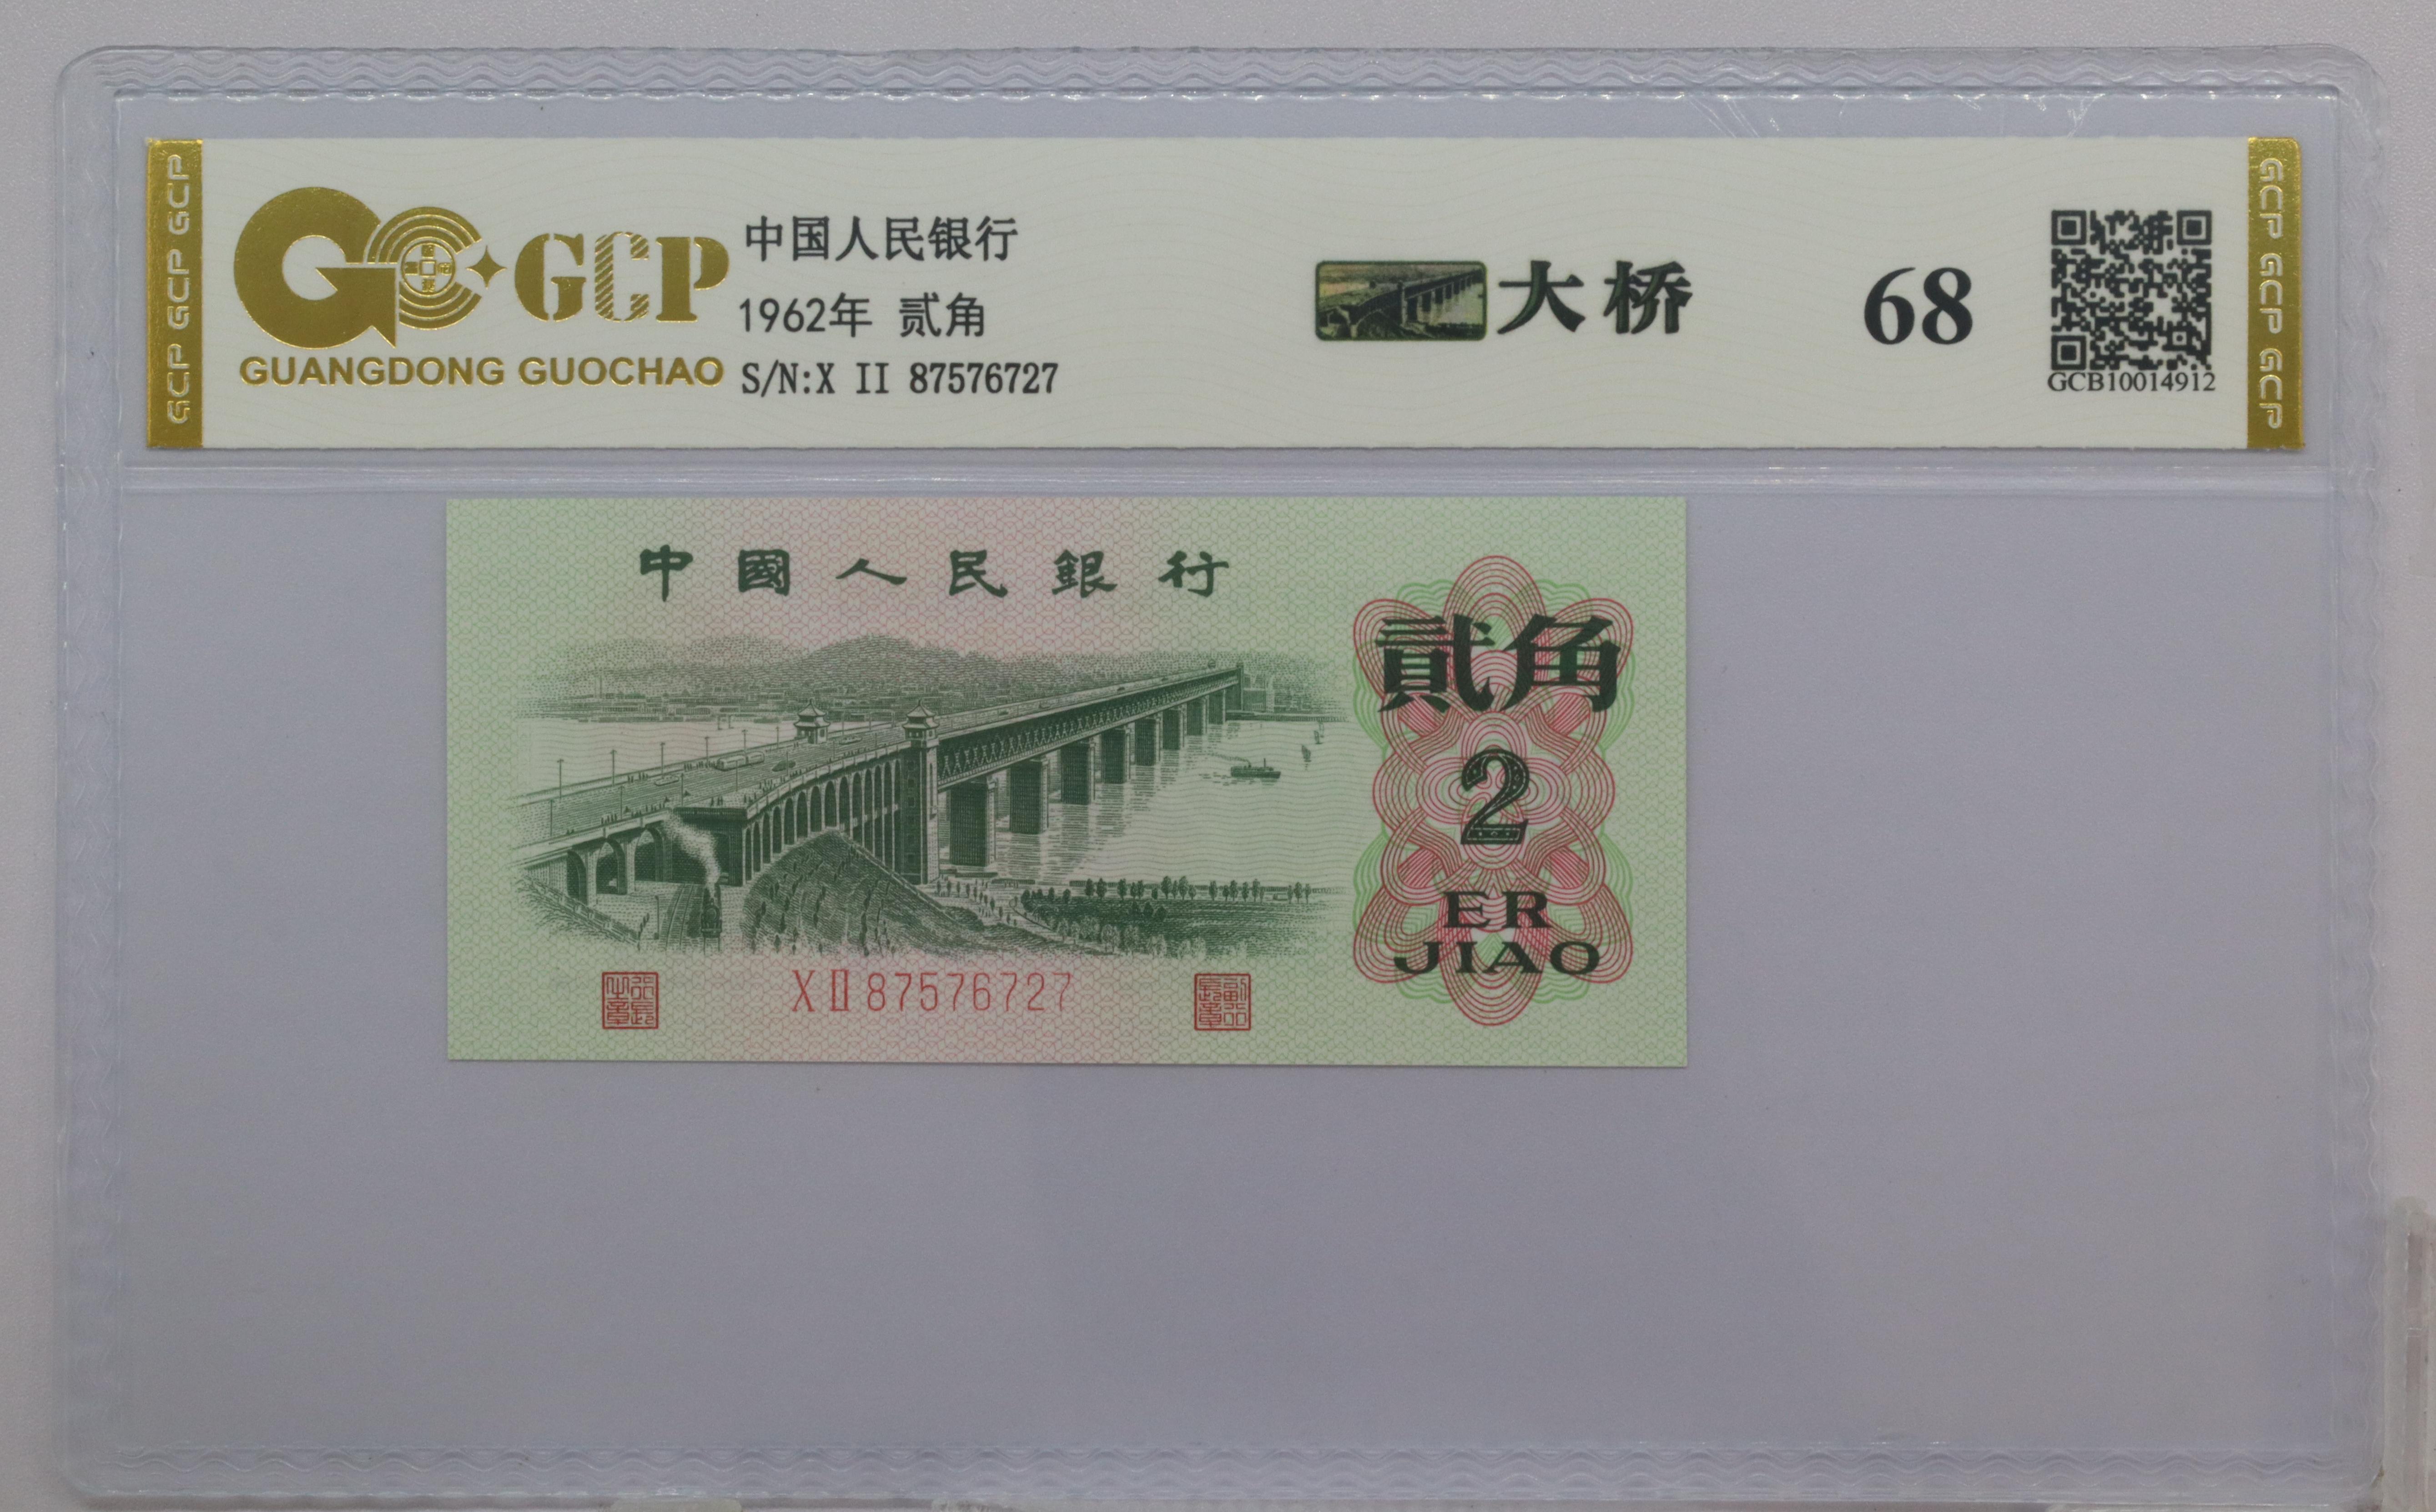 GCP GCP GCP
GCP
GUANGDONG GUOCHAO
中国人民银行
1962年 贰角
S/N:X II 87576727
大桥
68
GCB10014912
GCP GCP GCP
中國人民銀行
貳角
2
ER
JIAO
X II 87576727